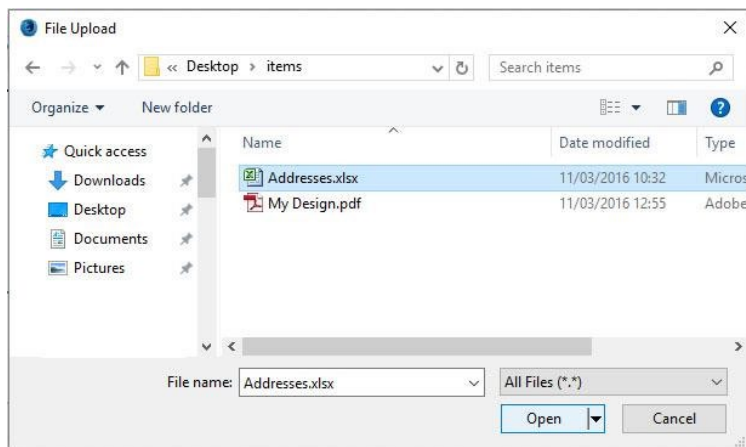 File Upload
« Desktop > items
Search items
Organize
New folder
Name
Date modified
Type
Quick access
Downloads
Desktop
Documents
Pictures
Addresses.xlsx 11/03/2016 10:32 Micros
My Design.pdf 11/03/2016 12:55 Adobe
File name: Addresses.xlsx
All Files (*.*)
Open
Cancel